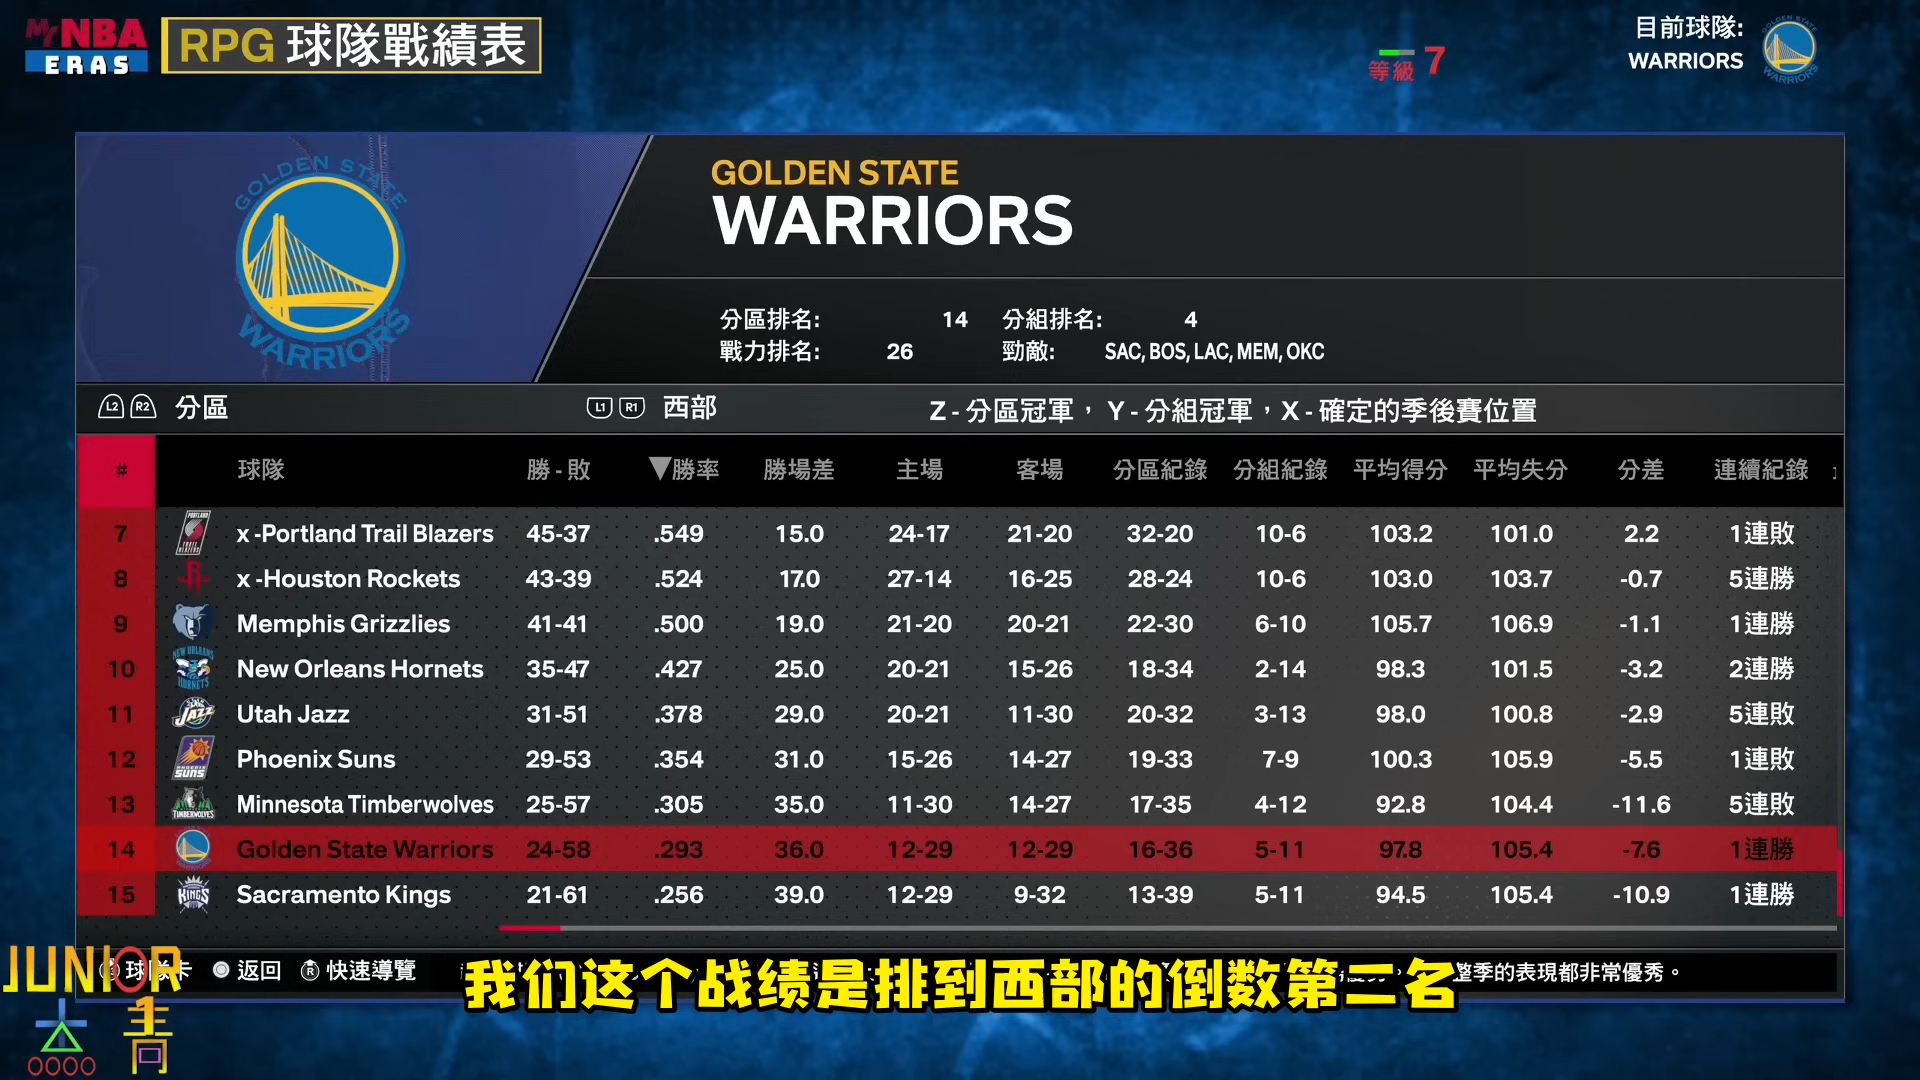 MyNBA ERAS
RPG 球隊戰績表
等級 7
目前球隊:
WARRIORS
GOLDEN STATE WARRIORS
GOLDEN STATE
WARRIORS
分區排名: 14 分組排名: 4
戰力排名: 26 勁敵: SAC, BOS, LAC, MEM, OKC
L2 R2 分區 L1 R1 西部 Z - 分區冠軍， Y - 分組冠軍，X - 確定的季後賽位置
# 球隊 勝 - 敗 ▼勝率 勝場差 主場 客場 分區紀錄 分組紀錄 平均得分 平均失分 分差 連續紀錄
7 x -Portland Trail Blazers 45-37 .549 15.0 24-17 21-20 32-20 10-6 103.2 101.0 2.2 1連敗
8 x -Houston Rockets 43-39 .524 17.0 27-14 16-25 28-24 10-6 103.0 103.7 -0.7 5連勝
9 Memphis Grizzlies 41-41 .500 19.0 21-20 20-21 22-30 6-10 105.7 106.9 -1.1 1連勝
10 New Orleans Hornets 35-47 .427 25.0 20-21 15-26 18-34 2-14 98.3 101.5 -3.2 2連勝
11 Utah Jazz 31-51 .378 29.0 20-21 11-30 20-32 3-13 98.0 100.8 -2.9 5連敗
12 Phoenix Suns 29-53 .354 31.0 15-26 14-27 19-33 7-9 100.3 105.9 -5.5 1連敗
13 Minnesota Timberwolves 25-57 .305 35.0 11-30 14-27 17-35 4-12 92.8 104.4 -11.6 5連敗
14 Golden State Warriors 24-58 .293 36.0 12-29 12-29 16-36 5-11 97.8 105.4 -7.6 1連勝
15 Sacramento Kings 21-61 .256 39.0 12-29 9-32 13-39 5-11 94.5 105.4 -10.9 1連勝
球隊卡 返回 R 快速導覽 整季的表現都非常優秀。
我们这个战绩是排到西部的倒数第二名
JUNIOR